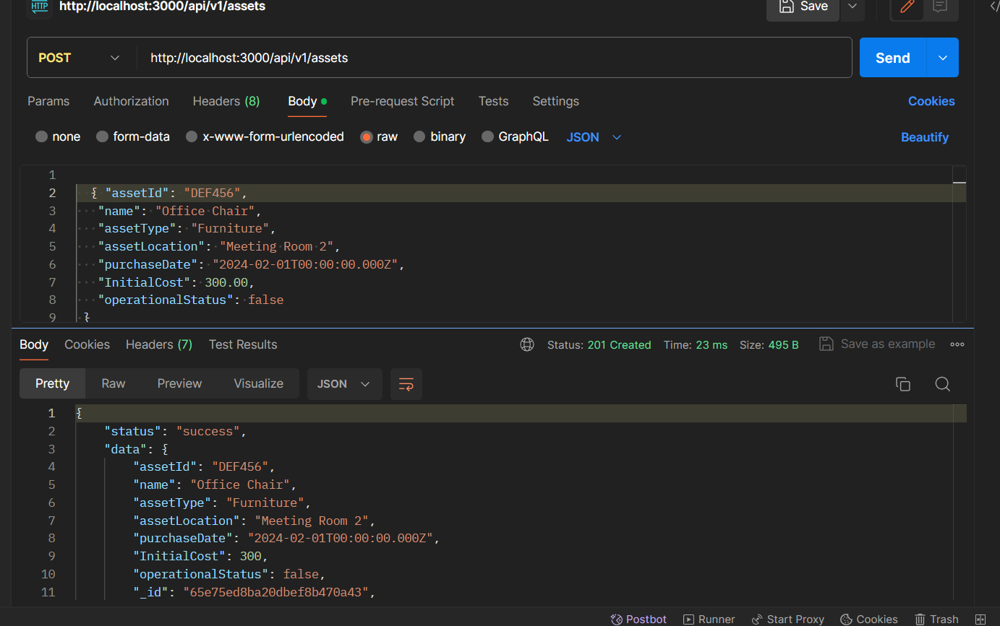 HTTP http://localhost:3000/api/v1/assets Save
POST http://localhost:3000/api/v1/assets Send
Params Authorization Headers (8) Body Pre-request Script Tests Settings Cookies
none form-data x-www-form-urlencoded raw binary GraphQL JSON Beautify
1
2 { "assetId": "DEF456",
3 "name": "Office Chair",
4 "assetType": "Furniture",
5 "assetLocation": "Meeting Room 2",
6 "purchaseDate": "2024-02-01T00:00:00.000Z",
7 "InitialCost": 300.00,
8 "operationalStatus": false
9 }
Body Cookies Headers (7) Test Results Status: 201 Created Time: 23 ms Size: 495 B Save as example
Pretty Raw Preview Visualize JSON
1 {
2 "status": "success",
3 "data": {
4 "assetId": "DEF456",
5 "name": "Office Chair",
6 "assetType": "Furniture",
7 "assetLocation": "Meeting Room 2",
8 "purchaseDate": "2024-02-01T00:00:00.000Z",
9 "InitialCost": 300,
10 "operationalStatus": false,
11 "_id": "65e75ed8ba20dbef8b470a43",
Postbot Runner Start Proxy Cookies Trash